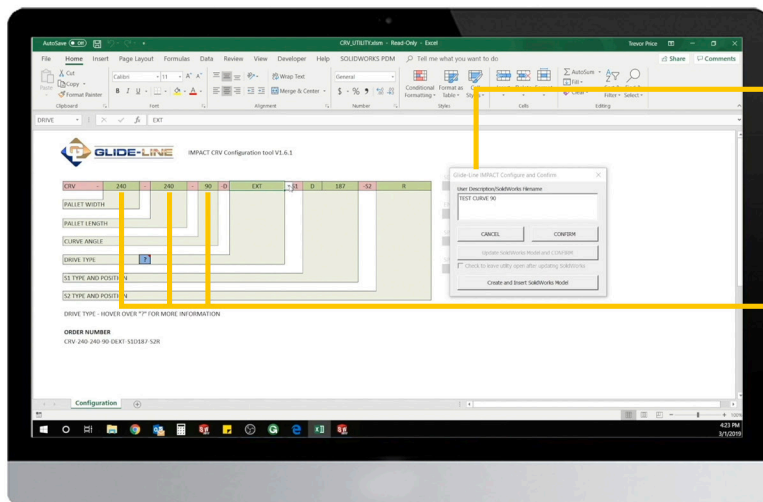 AutoSave Off
CRV_UTILITY.xlsm - Read-Only - Excel
Trevor Price
File Home Insert Page Layout Formulas Data Review View Developer Help SOLIDWORKS PDM Tell me what you want to do
Share Comments
Cut
Copy
Format Painter
Paste
Calibri 11
B I U
Wrap Text
Merge & Center
General
$ - % 9
Conditional Format as
Formatting Table Styles
AutoSum
Fill
Clear
Filter Select
Clipboard Font Alignment Number Styles Cells Editing
DRIVE fx EXT
GLIDE-LINE
IMPACT CRV Configuration tool V1.6.1
CRV - 240 - 240 - 90 -D EXT -S1 D 187 -S2 R
PALLET WIDTH
PALLET LENGTH
CURVE ANGLE
DRIVE TYPE ?
S1 TYPE AND POSITION
S2 TYPE AND POSITION
DRIVE TYPE - HOVER OVER "?" FOR MORE INFORMATION
ORDER NUMBER
CRV-240-240-90-DEXT-S1D187-S2R
Glide-Line IMPACT Configure and Confirm
User Description/SolidWorks Filename
TEST CURVE 90
CANCEL CONFIRM
Update SolidWorks Model and CONFIRM
Check to leave utility open after updating SolidWorks
Create and Insert SolidWorks Model
Configuration
100%
4:23 PM
3/1/2019